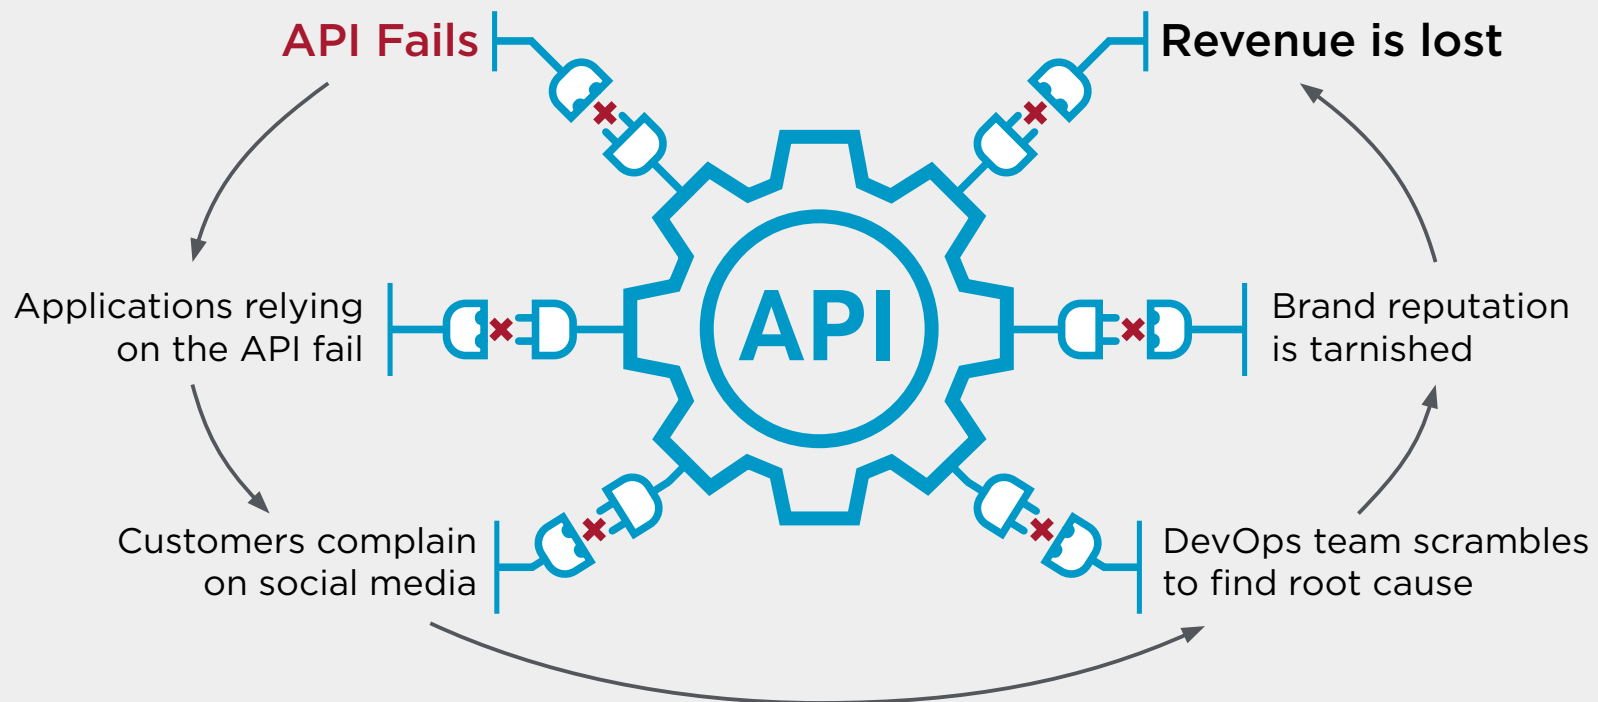 API Fails
Applications relying
on the API fail
Customers complain
on social media
API
DevOps team scrambles
to find root cause
Brand reputation
is tarnished
Revenue is lost